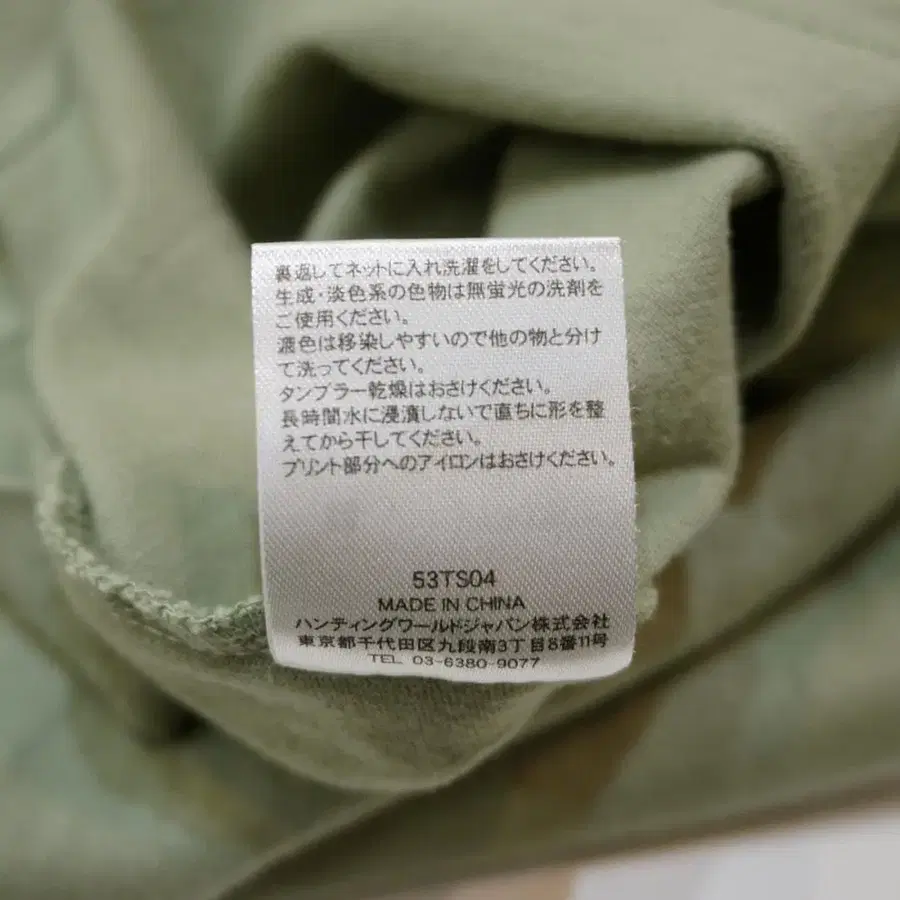 裏返してネットに入れ洗濯をしてください。
生成・淡色系の色物は無蛍光の洗剤を
ご使用ください。
濃色は移染しやすいので他の物と分け
て洗ってください。
タンブラー乾燥はおさけください。
長時間水に浸漬しないで直ちに形を整
えてから干してください。
プリント部分へのアイロンはおさけください。
53TS04
MADE IN CHINA
ハンティングワールドジャパン株式会社
東京都千代田区九段南3丁目8番11号
TEL 03-6380-9077